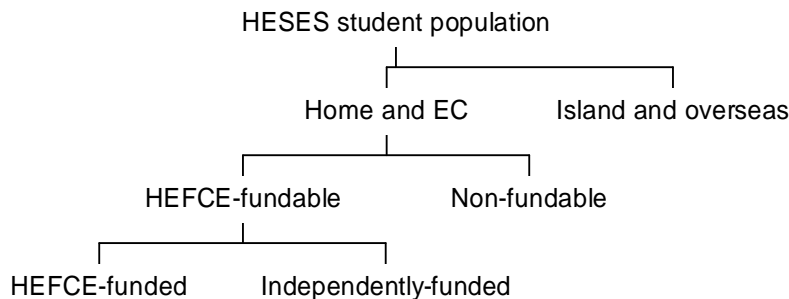 HESES student population
Home and EC
Island and overseas
HEFCE-fundable
Non-fundable
HEFCE-funded
Independently-funded